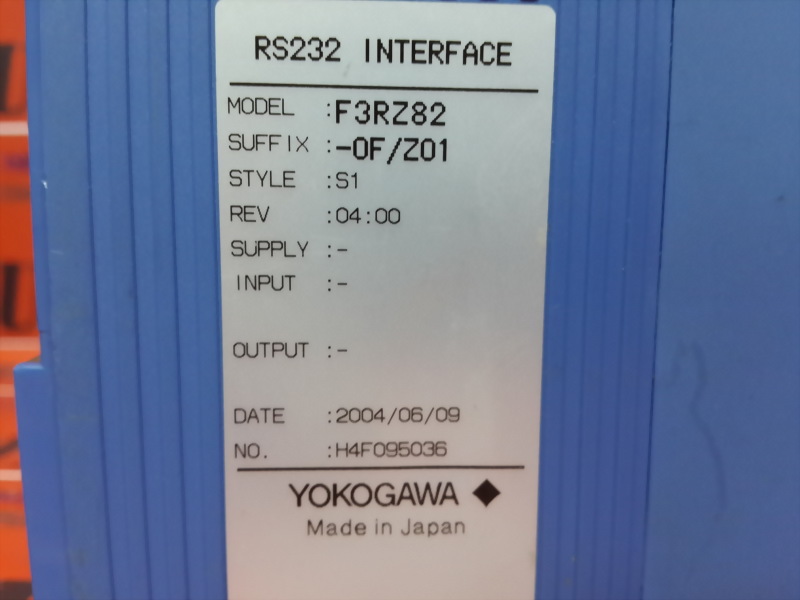 RS232 INTERFACE
MODEL :F3RZ82
SUFFIX :-0F/Z01
STYLE :S1
REV :04:00
SUPPLY :-
INPUT :-
OUTPUT :-
DATE :2004/06/09
NO. :H4F095036
YOKOGAWA ◆
Made in Japan